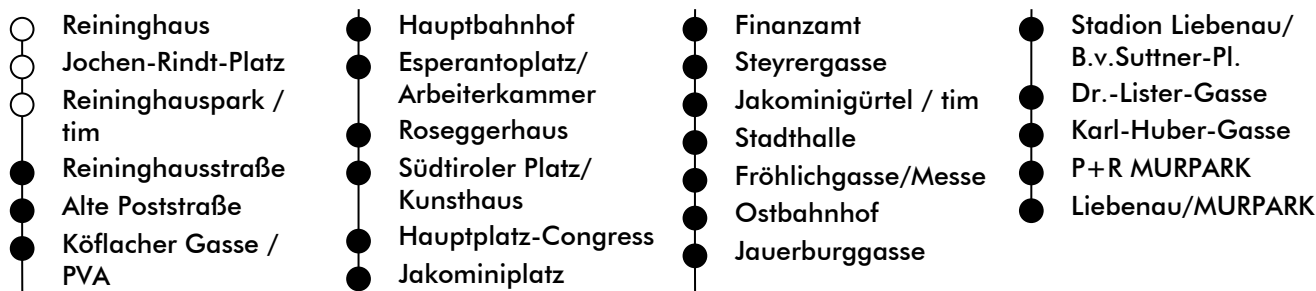 Reininghaus
Jochen-Rindt-Platz
Reininghauspark /
tim
Reininghausstraße
Alte Poststraße
Köflacher Gasse /
PVA
Hauptbahnhof
Esperantoplatz/
Arbeiterkammer
Roseggerhaus
Südtiroler Platz/
Kunsthaus
Hauptplatz-Congress
Jakominiplatz
Finanzamt
Steyrergasse
Jakominigürtel / tim
Stadthalle
Fröhlichgasse/Messe
Ostbahnhof
Jauerburggasse
Stadion Liebenau/
B.v.Suttner-Pl.
Dr.-Lister-Gasse
Karl-Huber-Gasse
P+R MURPARK
Liebenau/MURPARK